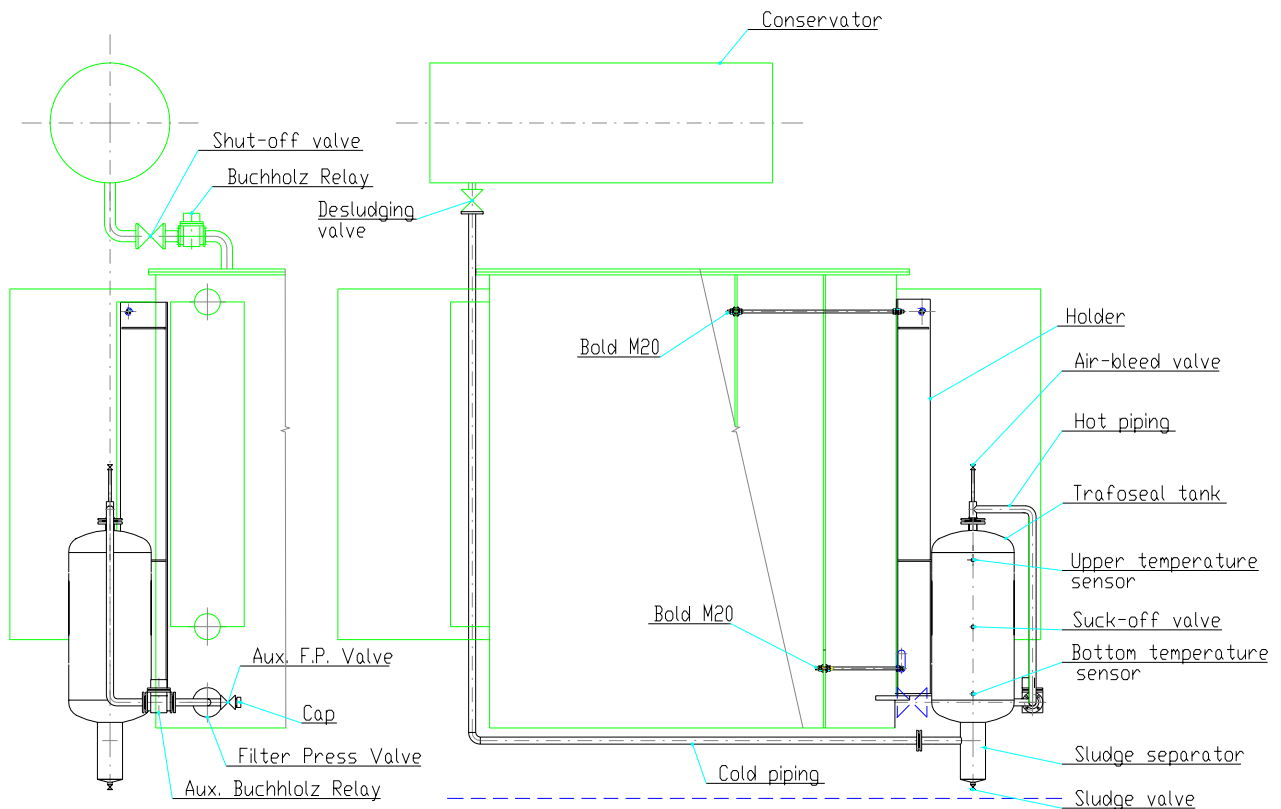 Conservator
Shut-off valve
Buchholz Relay
Desludging
valve
Holder
Bold M20
Air-bleed valve
Hot piping
Trafoseal tank
Upper temperature
sensor
Bold M20
Suck-off valve
Aux. F.P. Valve
Bottom temperature
sensor
Cap
Filter Press Valve
Sludge separator
Cold piping
Aux. Buchholz Relay
Sludge valve